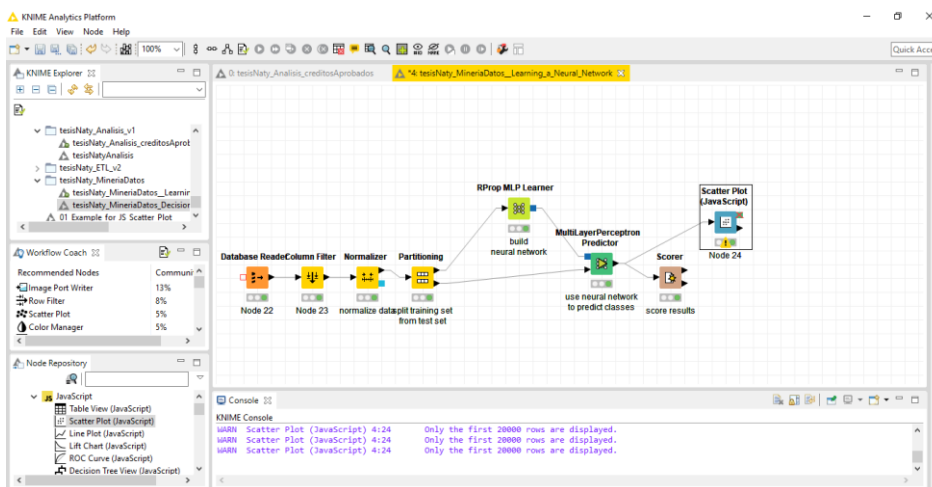 KNIME Analytics Platform
File Edit View Node Help
100%
Quick Acce
KNIME Explorer
0: tesisNaty_Analisis_creditosAprobados
*4: tesisNaty_MineriaDatos__Learning_a_Neural_Network
tesisNaty_Analisis_v1
tesisNaty_Analisis_creditosAprob
tesisNatyAnalisis
tesisNaty_ETL_v2
tesisNaty_MineriaDatos
tesisNaty_MineriaDatos__Learnin
tesisNaty_MineriaDatos_Decision
01 Example for JS Scatter Plot
Workflow Coach
Recommended Nodes Communi
Image Port Writer 13%
Row Filter 8%
Scatter Plot 5%
Color Manager 5%
Node Repository
JavaScript
Table View (JavaScript)
Scatter Plot (JavaScript)
Line Plot (JavaScript)
Lift Chart (JavaScript)
ROC Curve (JavaScript)
Decision Tree View (JavaScript)
RProp MLP Learner
build
neural network
Scatter Plot
(JavaScript)
Node 24
MultiLayerPerceptron
Predictor
use neural network
to predict classes
Database Reader
Node 22
Column Filter
Node 23
Normalizer
normalize data
Partitioning
split training set
from test set
Scorer
score results
Console
KNIME Console
WARN Scatter Plot (JavaScript) 4:24 Only the first 20000 rows are displayed.
WARN Scatter Plot (JavaScript) 4:24 Only the first 20000 rows are displayed.
WARN Scatter Plot (JavaScript) 4:24 Only the first 20000 rows are displayed.